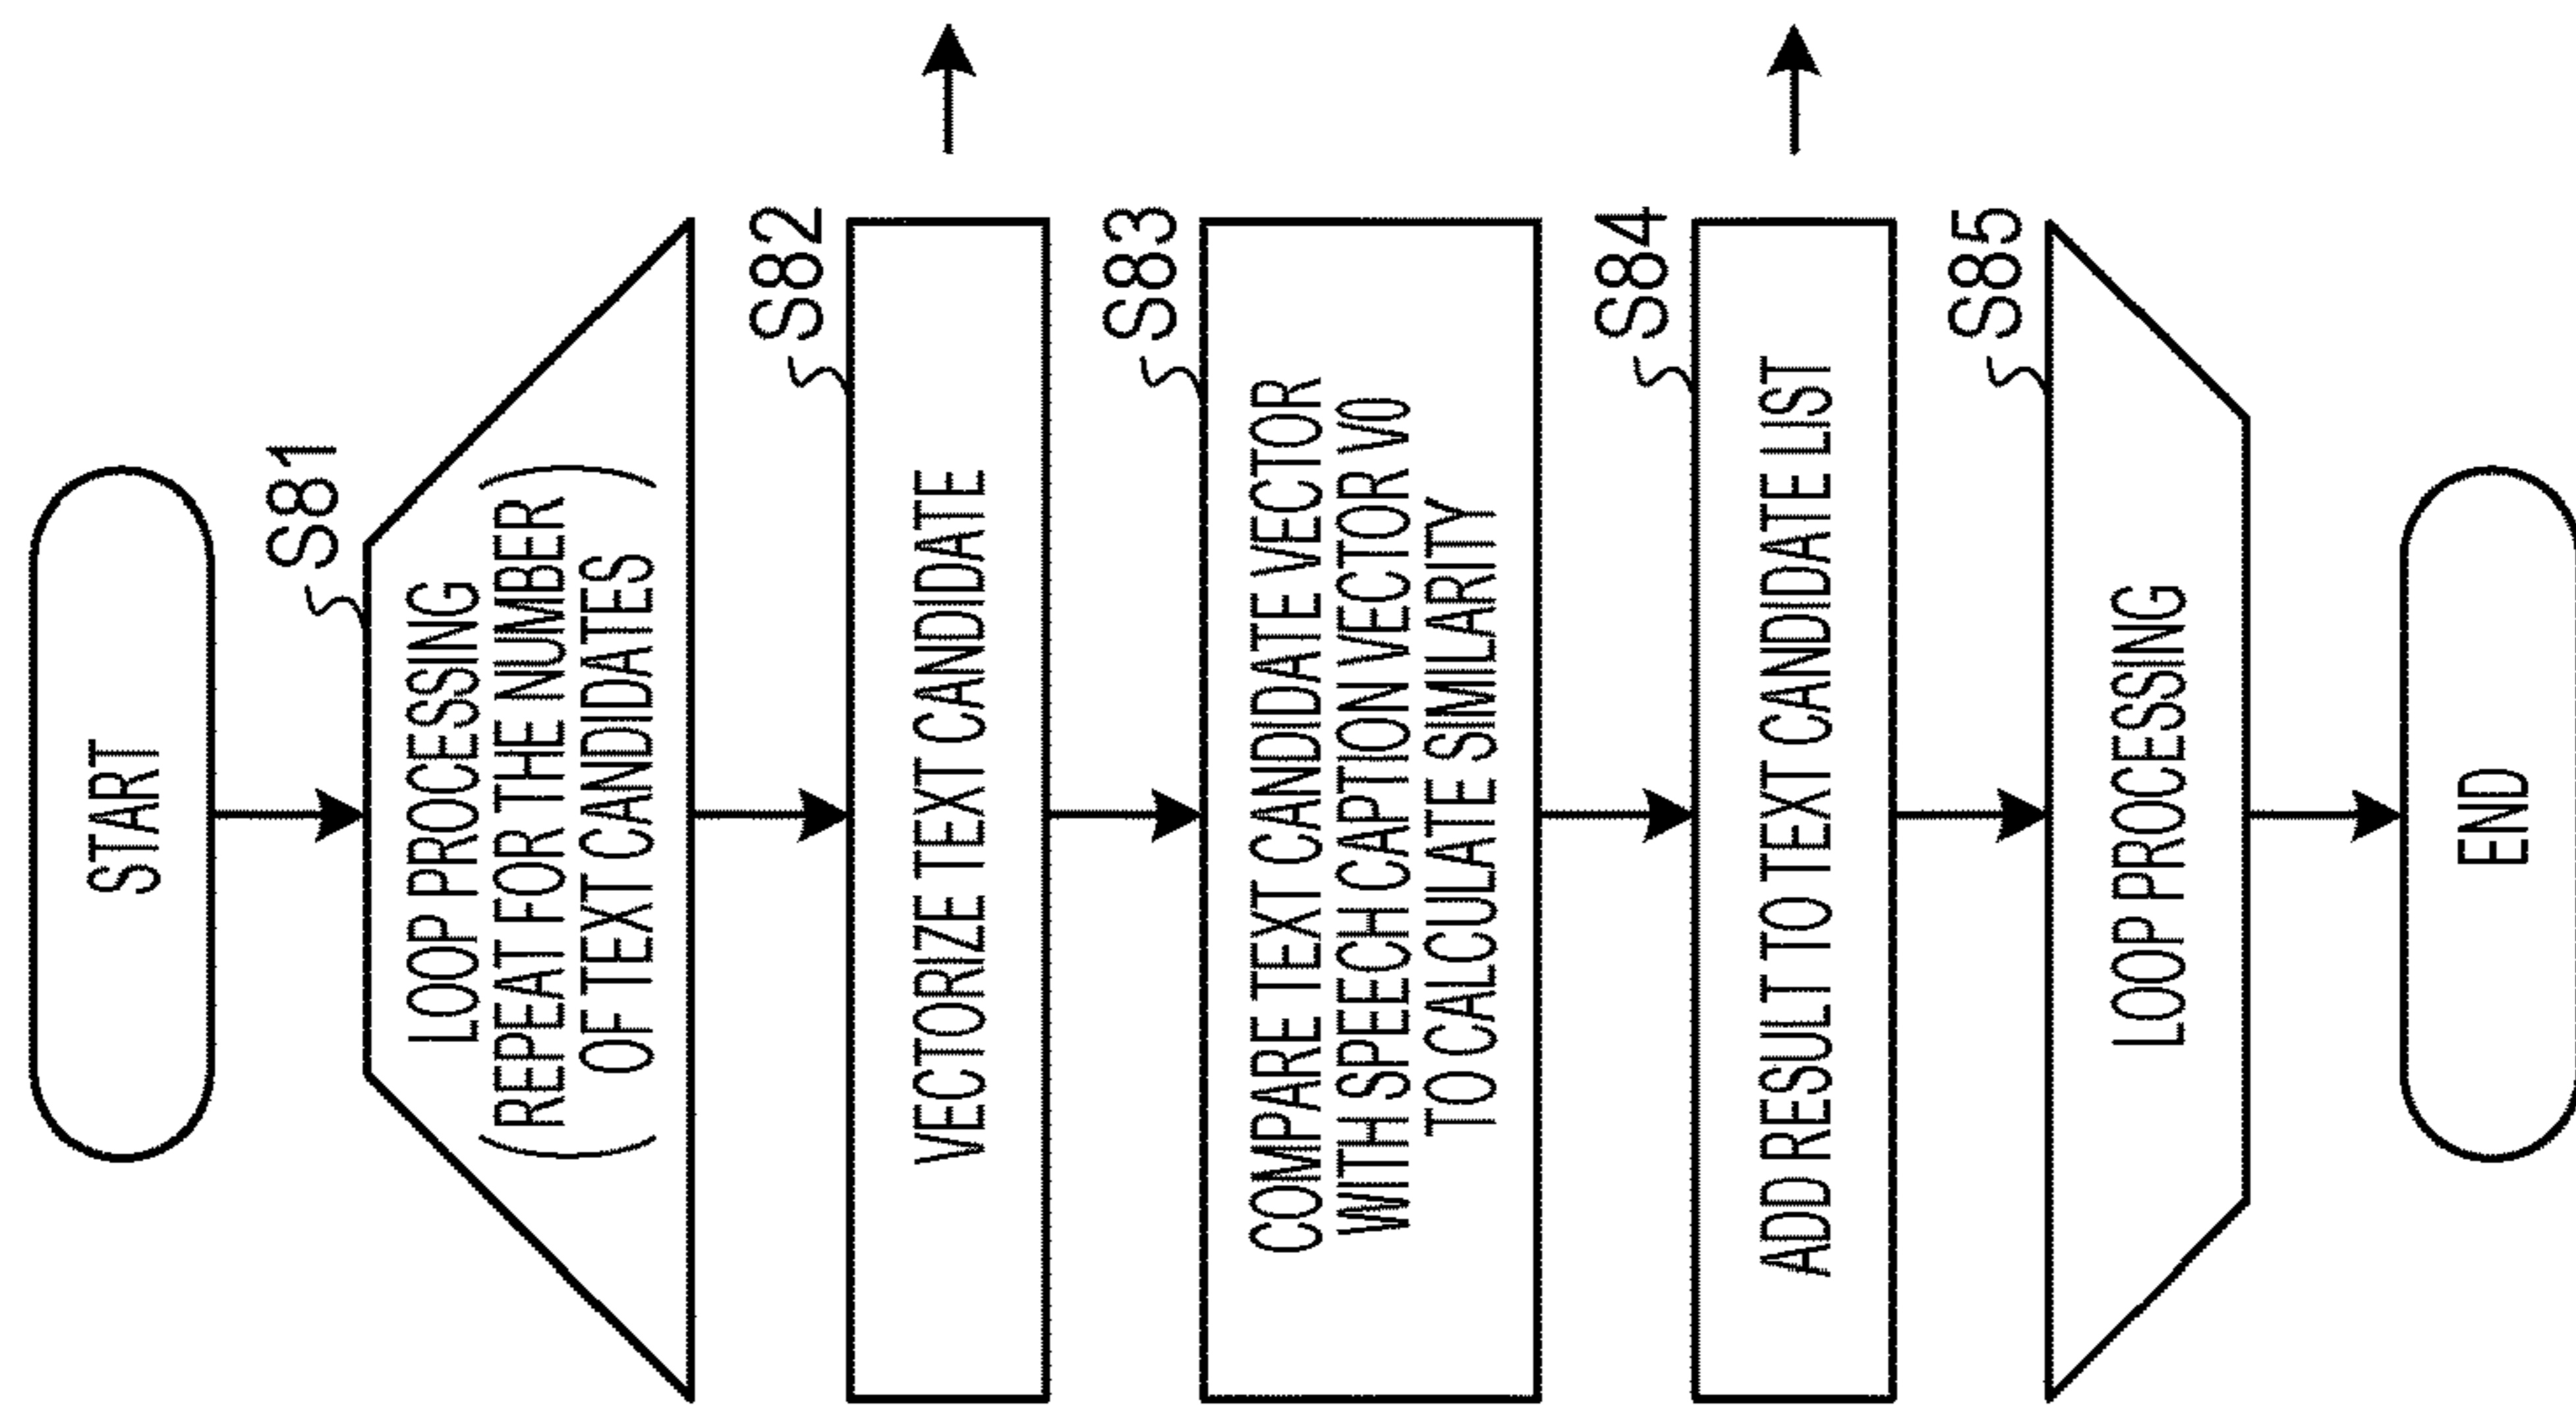 START
S81
LOOP PROCESSING
(REPEAT FOR THE NUMBER
OF TEXT CANDIDATES)
S82
VECTORIZE TEXT CANDIDATE
S83
COMPARE TEXT CANDIDATE VECTOR
WITH SPEECH CAPTION VECTOR V0
TO CALCULATE SIMILARITY
S84
ADD RESULT TO TEXT CANDIDATE LIST
S85
LOOP PROCESSING
END